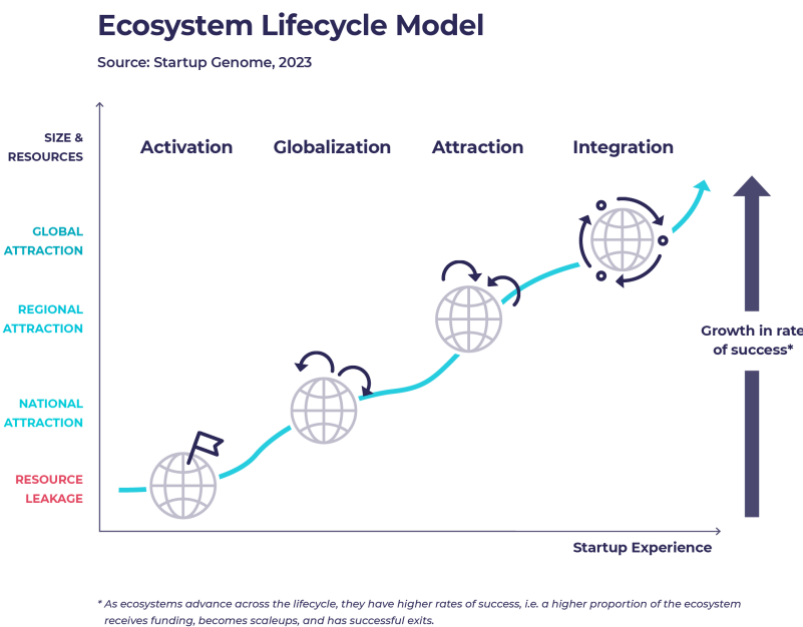 Ecosystem Lifecycle Model
Source: Startup Genome, 2023
SIZE &
RESOURCES
Activation
Globalization
Attraction
Integration
GLOBAL
ATTRACTION
REGIONAL
ATTRACTION
NATIONAL
ATTRACTION
RESOURCE
LEAKAGE
Growth in rate
of success*
Startup Experience
* As ecosystems advance across the lifecycle, they have higher rates of success, i.e. a higher proportion of the ecosystem
receives funding, becomes scaleups, and has successful exits.